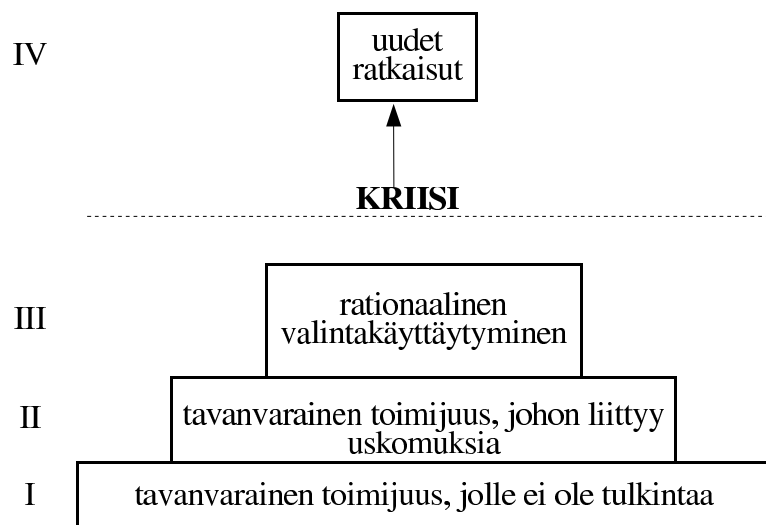 IV
uudet
ratkaisut
KRIISI
III
rationaalinen
valintakäyttäytyminen
II
tavanvarainen toimijuus, johon liittyy
uskomuksia
I
tavanvarainen toimijuus, jolle ei ole tulkintaa